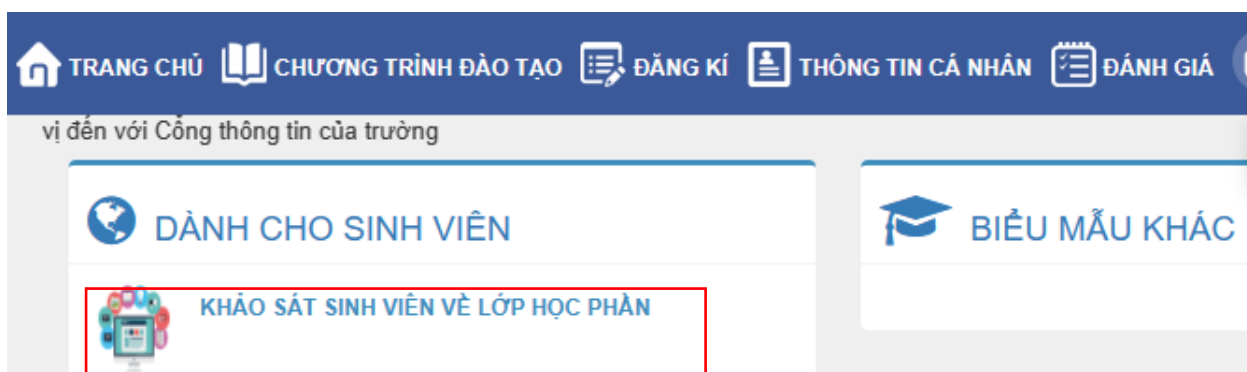 TRANG CHỦ CHƯƠNG TRÌNH ĐÀO TẠO ĐĂNG KÍ THÔNG TIN CÁ NHÂN ĐÁNH GIÁ
vị đến với Cổng thông tin của trường
DÀNH CHO SINH VIÊN
BIỂU MẪU KHÁC
KHẢO SÁT SINH VIÊN VỀ LỚP HỌC PHẦN